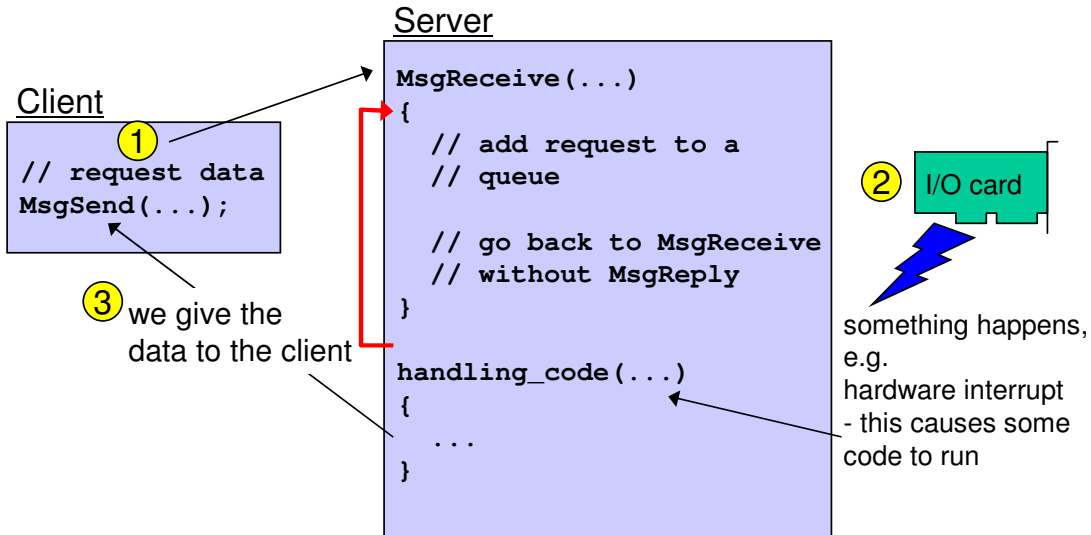 Server
Client
1
// request data
MsgSend(...);
3
we give the
data to the client
MsgReceive(...)
{
// add request to a
// queue
// go back to MsgReceive
// without MsgReply
}
handling_code(...)
{
...
}
2
I/O card
something happens,
e.g.
hardware interrupt
- this causes some
code to run